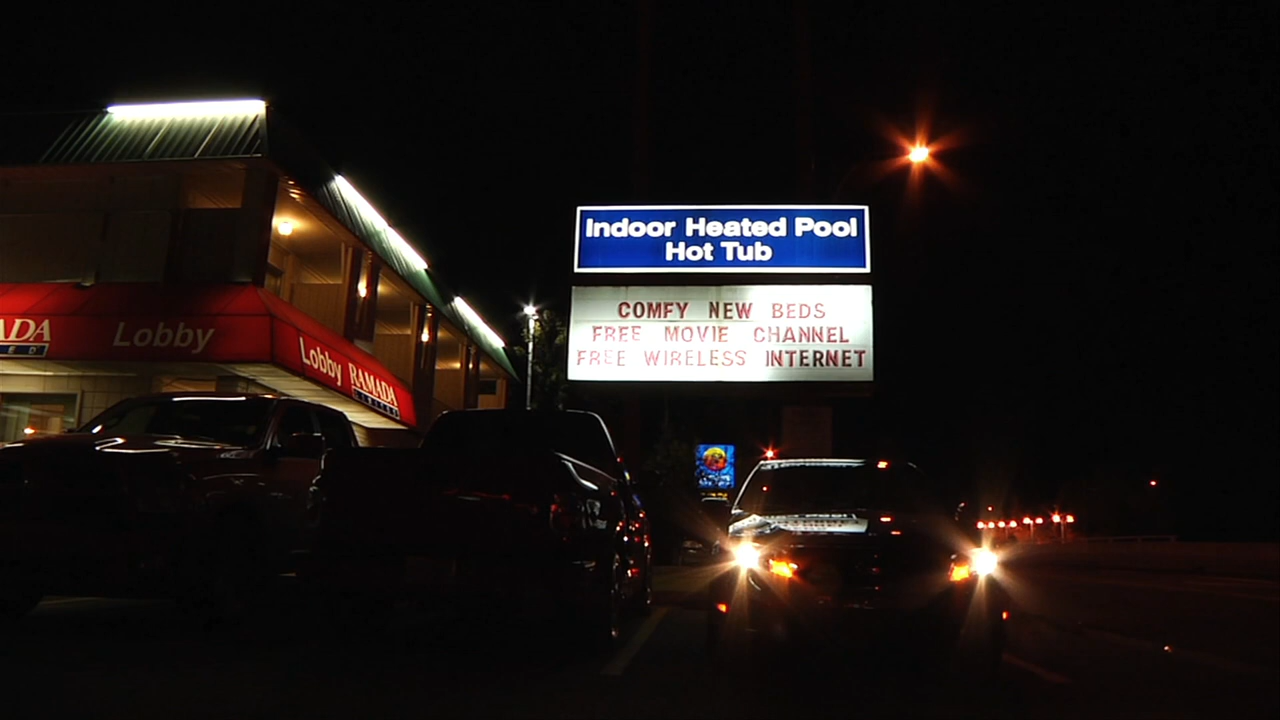 Indoor Heated Pool
Hot Tub
COMFY NEW BEDS
FREE MOVIE CHANNEL
FREE WIRELESS INTERNET
ADA
Lobby
Lobby RAMADA